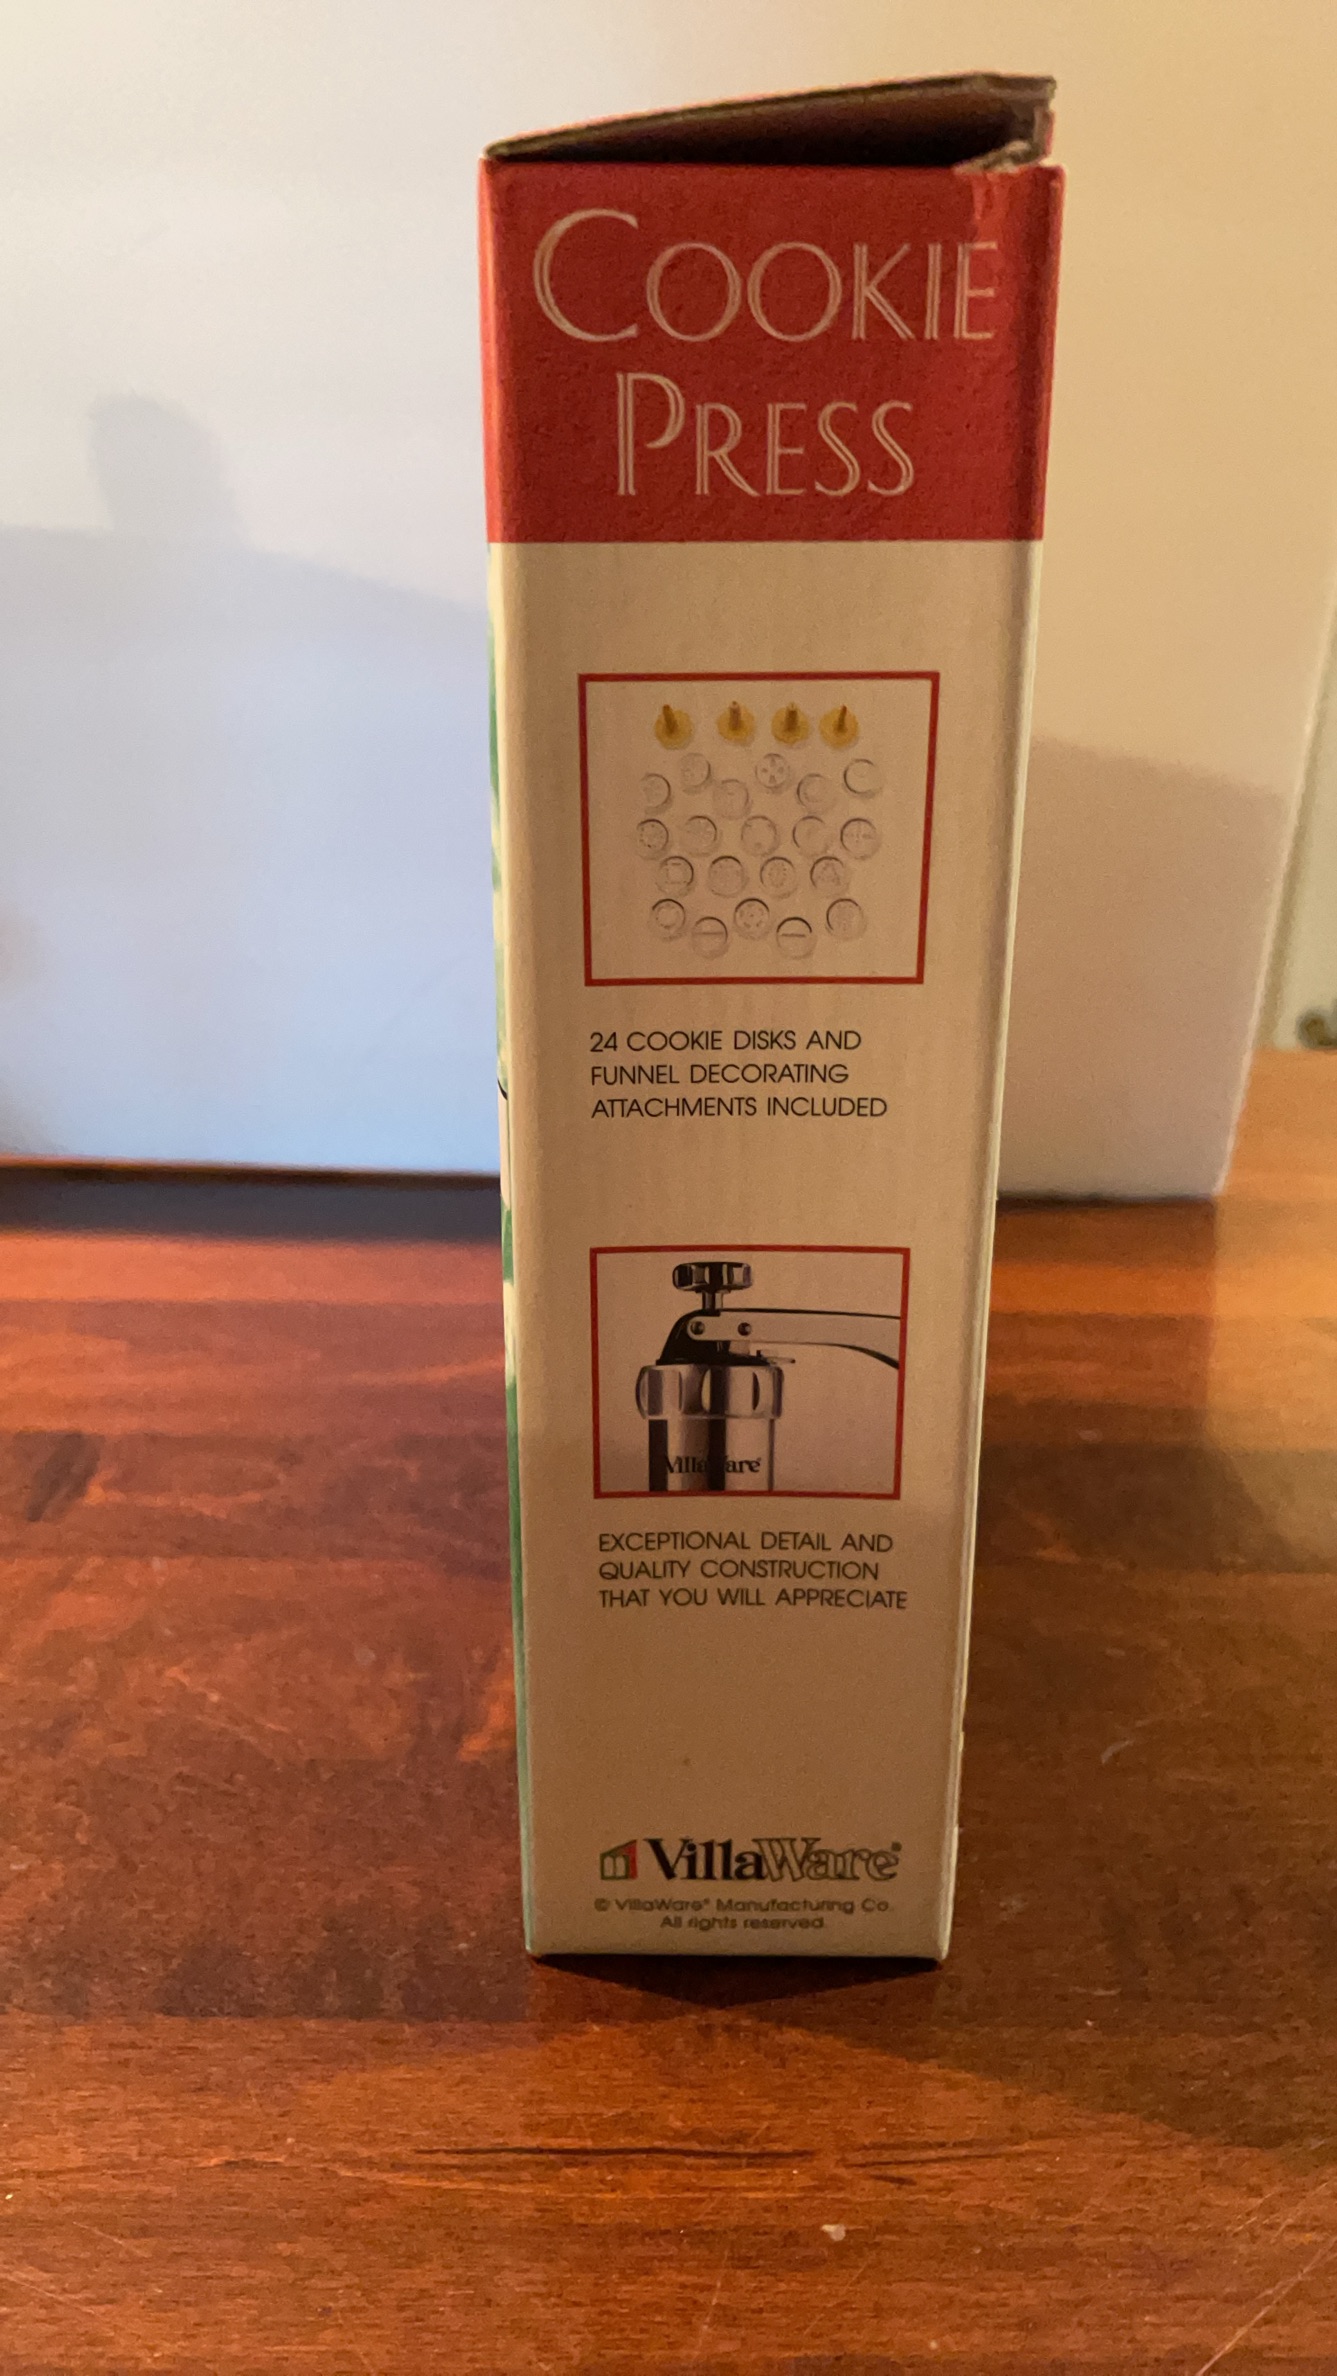 COOKIE
PRESS
24 COOKIE DISKS AND
FUNNEL DECORATING
ATTACHMENTS INCLUDED
VillaWare
EXCEPTIONAL DETAIL AND
QUALITY CONSTRUCTION
THAT YOU WILL APPRECIATE
VillaWare®
© VillaWare® Manufacturing Co.
All rights reserved.